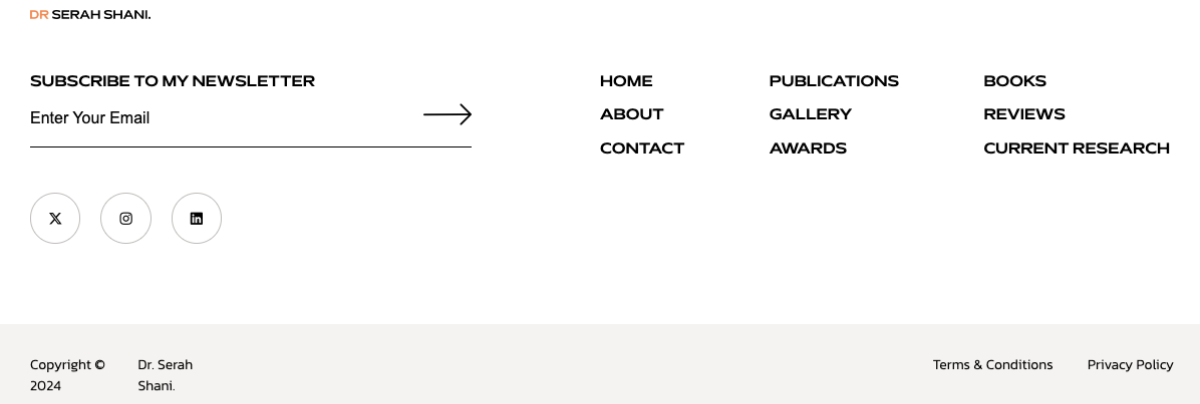 DR SERAH SHANI.
SUBSCRIBE TO MY NEWSLETTER
Enter Your Email
HOME
ABOUT
CONTACT
PUBLICATIONS
GALLERY
AWARDS
BOOKS
REVIEWS
CURRENT RESEARCH
Copyright ©
2024
Dr. Serah
Shani.
Terms & Conditions
Privacy Policy